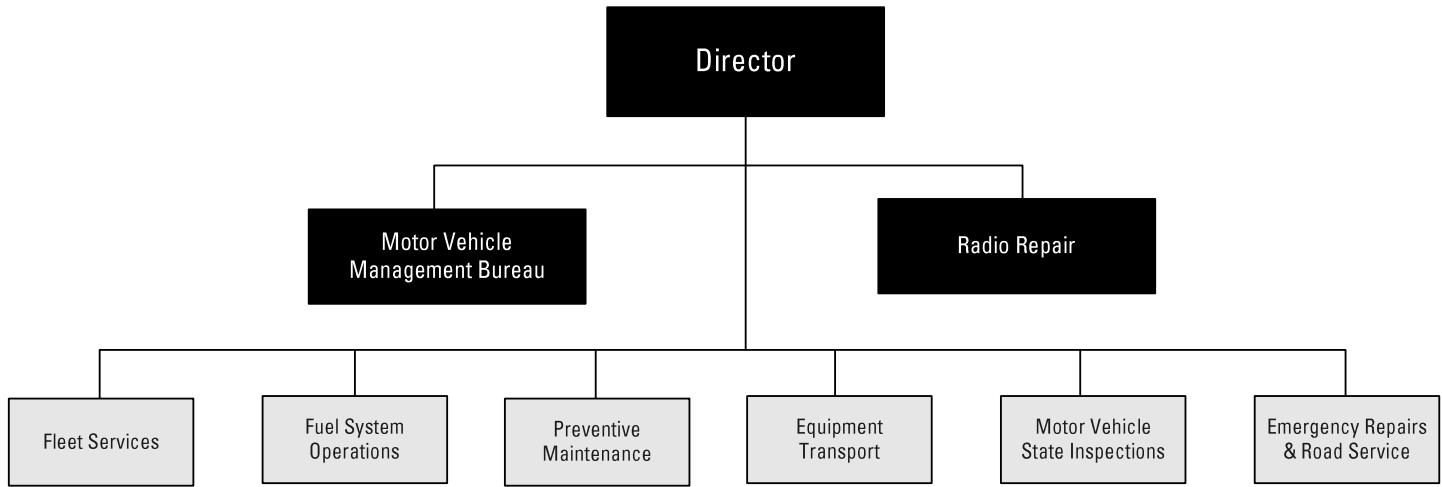 Director
Motor Vehicle
Management Bureau
Radio Repair
Fleet Services
Fuel System
Operations
Preventive
Maintenance
Equipment
Transport
Motor Vehicle
State Inspections
Emergency Repairs
& Road Service